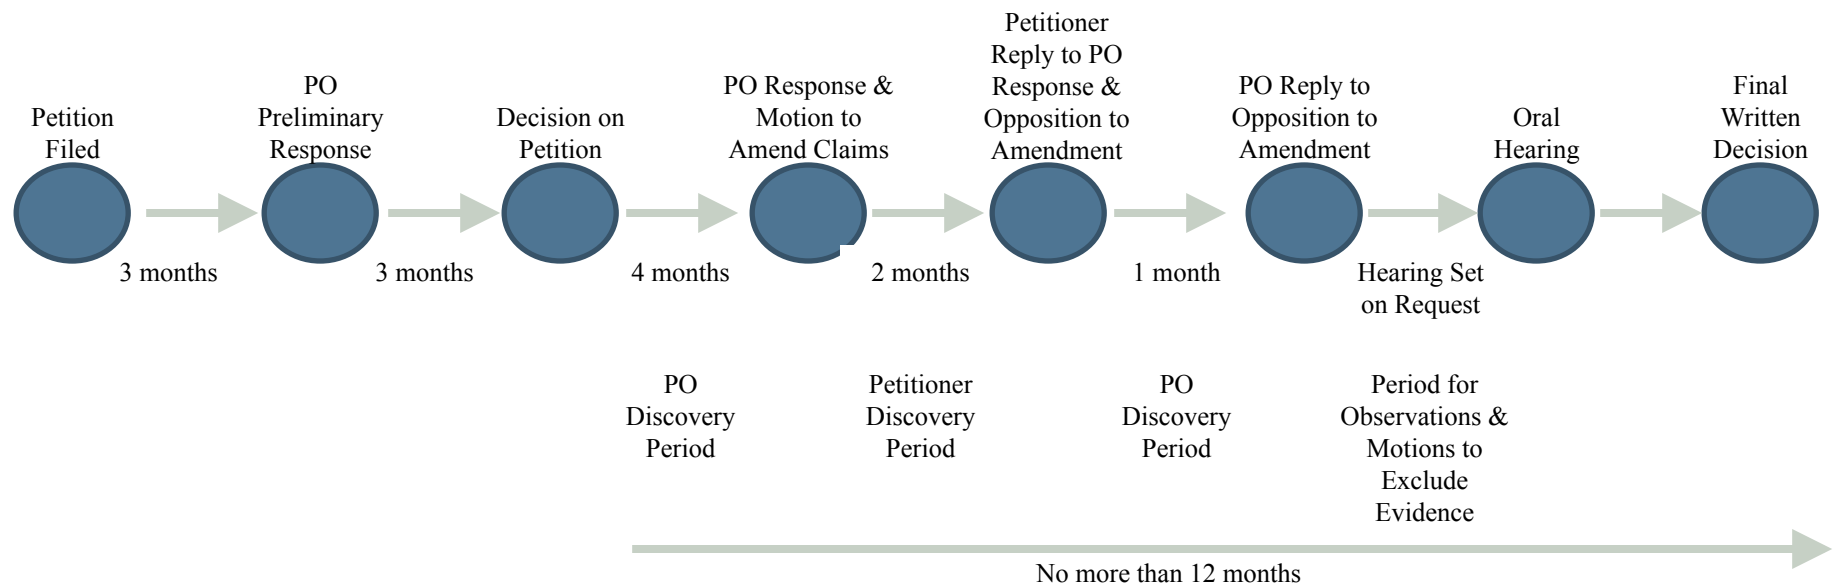 Petition
Filed
PO
Preliminary
Response
Decision on
Petition
PO Response &
Motion to
Amend Claims
Petitioner
Reply to PO
Response &
Opposition to
Amendment
PO Reply to
Opposition to
Amendment
Oral
Hearing
Final
Written
Decision
3 months
3 months
4 months
2 months
1 month
Hearing Set
on Request
PO
Discovery
Period
Petitioner
Discovery
Period
PO
Discovery
Period
Period for
Observations &
Motions to
Exclude
Evidence
No more than 12 months